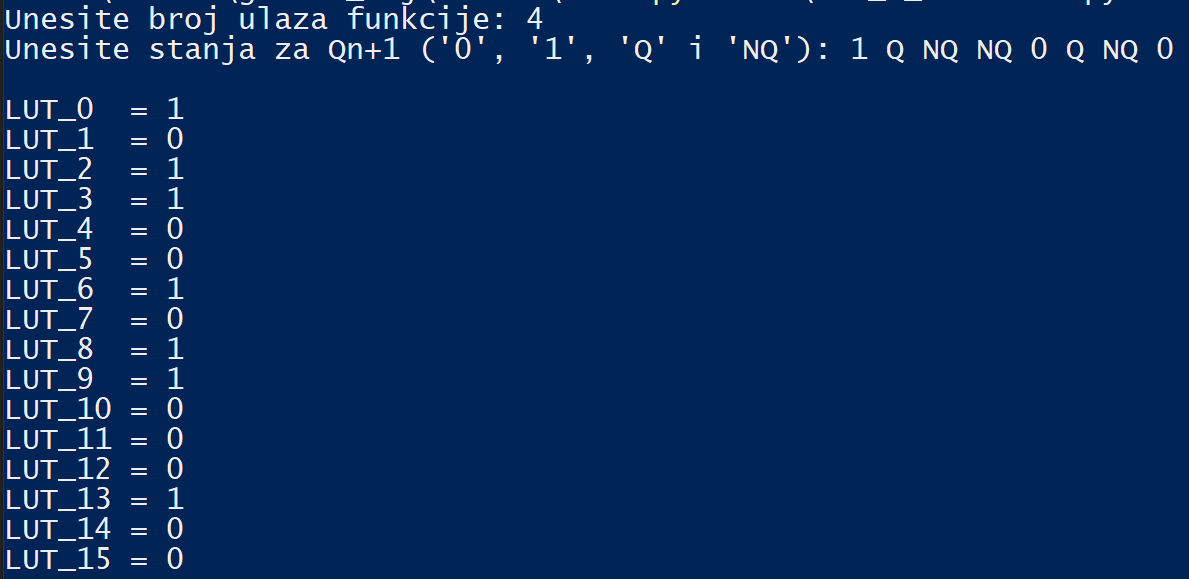 Unesite broj ulaza funkcije: 4
Unesite stanja za Qn+1 ('0', '1', 'Q' i 'NQ'): 1 Q NQ NQ 0 Q NQ 0
LUT_0  = 1
LUT_1  = 0
LUT_2  = 1
LUT_3  = 1
LUT_4  = 0
LUT_5  = 0
LUT_6  = 1
LUT_7  = 0
LUT_8  = 1
LUT_9  = 1
LUT_10 = 0
LUT_11 = 0
LUT_12 = 0
LUT_13 = 1
LUT_14 = 0
LUT_15 = 0